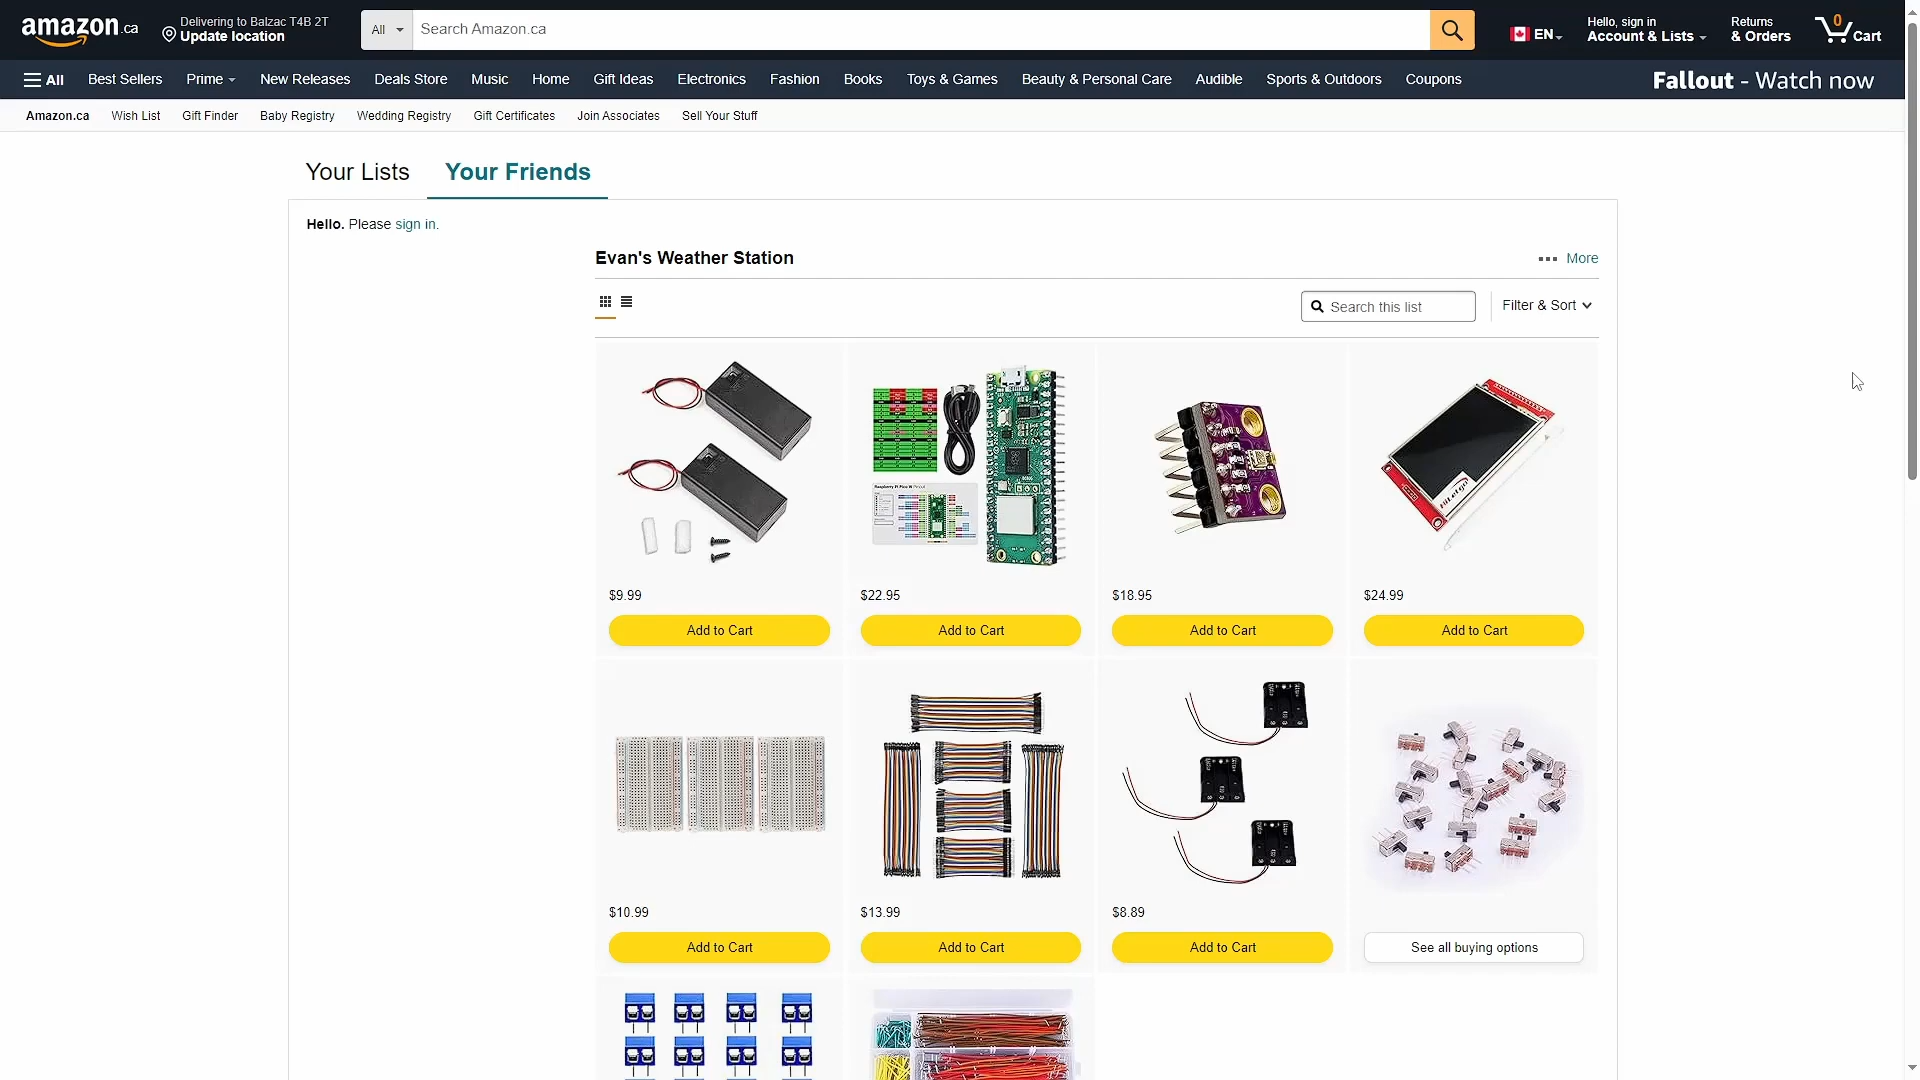 amazon.ca
Delivering to Balzac T4B 2T
Update location
All
Search Amazon.ca
EN
Hello, sign in
Account & Lists
Returns
& Orders
0
Cart
All
Best Sellers
Prime
New Releases
Deals Store
Music
Home
Gift Ideas
Electronics
Fashion
Books
Toys & Games
Beauty & Personal Care
Audible
Sports & Outdoors
Coupons
Fallout - Watch now
Amazon.ca
Wish List
Gift Finder
Baby Registry
Wedding Registry
Gift Certificates
Join Associates
Sell Your Stuff
Your Lists
Your Friends
Hello. Please sign in.
Evan's Weather Station
More
Search this list
Filter & Sort
$9.99
$22.95
$18.95
$24.99
Add to Cart
Add to Cart
Add to Cart
Add to Cart
$10.99
$13.99
$8.89
Add to Cart
Add to Cart
Add to Cart
See all buying options